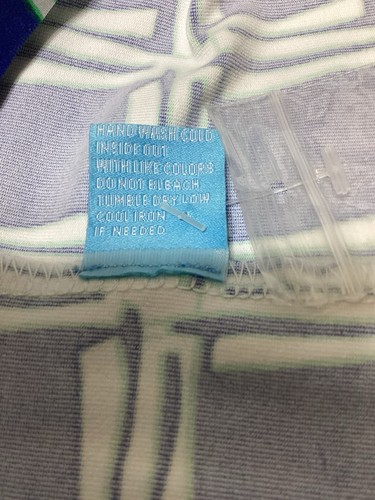 HAND WASH COLD
INSIDE OUT
WITH LIKE COLORS
DO NOT BLEACH
TUMBLE DRY LOW
COOL IRON
IF NEEDED